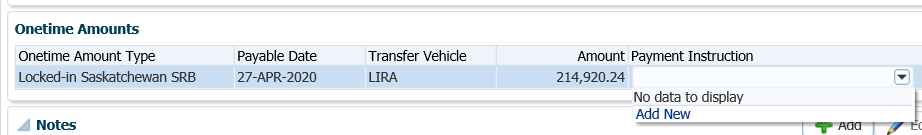 Onetime Amounts
Onetime Amount Type Payable Date Transfer Vehicle Amount Payment Instruction
Locked-in Saskatchewan SRB 27-APR-2020 LIRA 214,920.24
No data to display
Add New
Notes Add